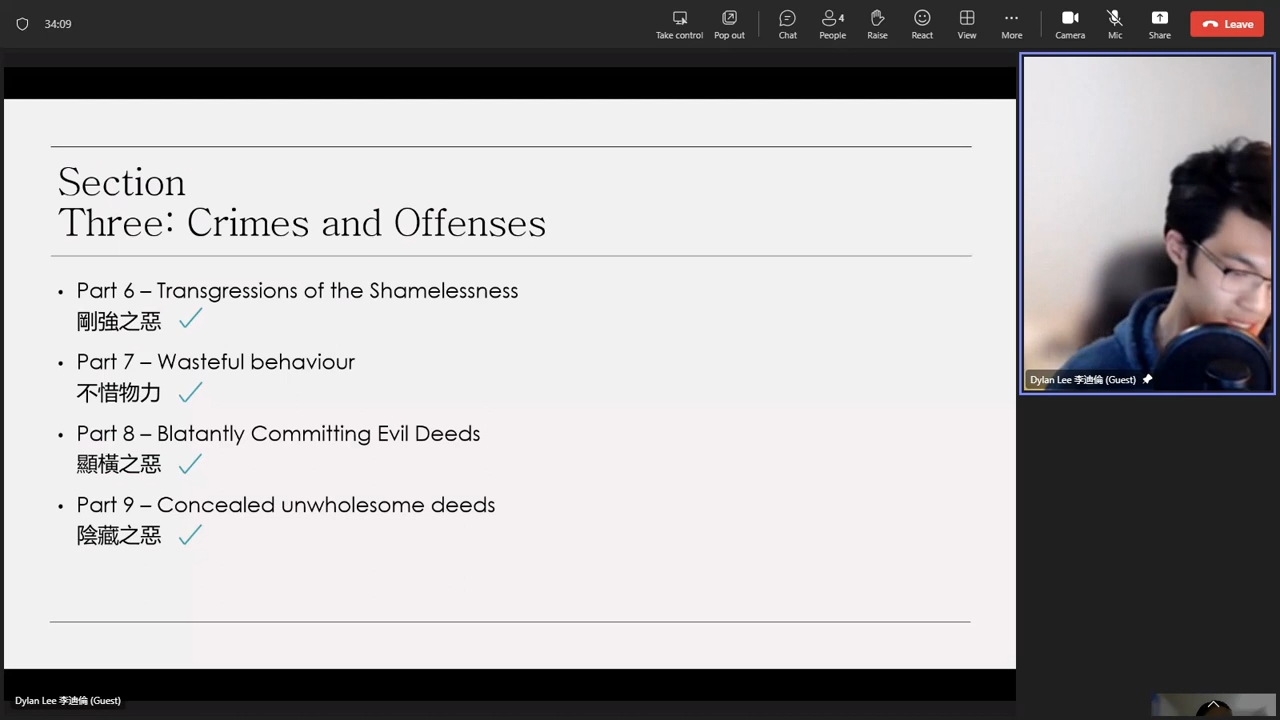 34:09
Take control
Pop out
Chat
4
People
Raise
React
View
More
Camera
Mic
Share
Leave
Section
Three: Crimes and Offenses
• Part 6 – Transgressions of the Shamelessness
剛強之惡
• Part 7 – Wasteful behaviour
不惜物力
• Part 8 – Blatantly Committing Evil Deeds
顯橫之惡
• Part 9 – Concealed unwholesome deeds
陰藏之惡
Dylan Lee 李迪倫 (Guest)
Dylan Lee 李迪倫 (Guest)